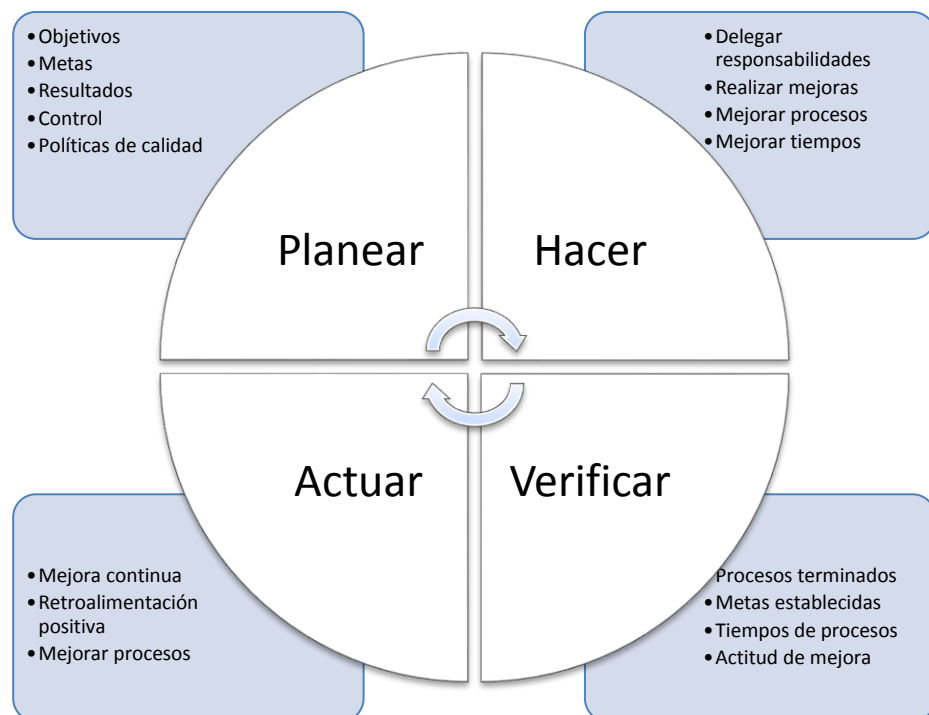 •Objetivos
•Metas
•Resultados
•Control
•Políticas de calidad
•Delegar
responsabilidades
•Realizar mejoras
•Mejorar procesos
•Mejorar tiempos
Planear
Hacer
Actuar
Verificar
•Mejora continua
•Retroalimentación
positiva
•Mejorar procesos
Procesos terminados
•Metas establecidas
•Tiempos de procesos
•Actitud de mejora